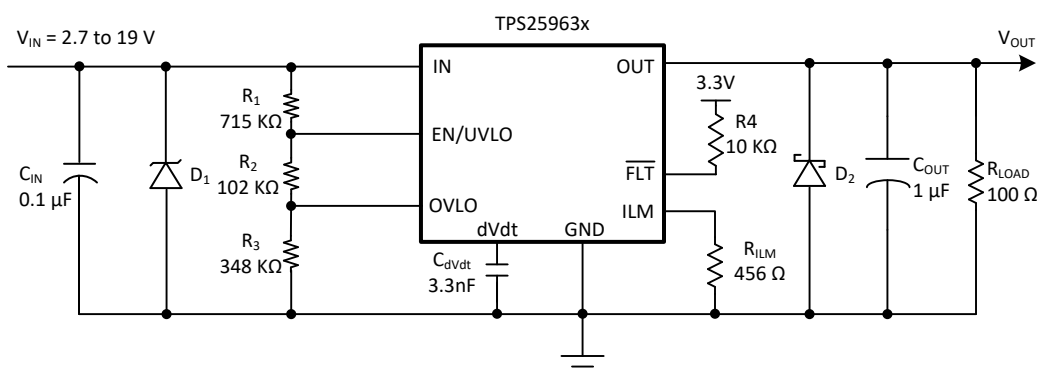 TPS25963x
V_IN = 2.7 to 19 V
V_OUT
IN
OUT
R_1
715 KΩ
3.3V
R4
10 KΩ
EN/UVLO
R_2
102 KΩ
C_IN
0.1 µF
D_1
FLT
D_2
C_OUT
1 µF
R_LOAD
100 Ω
OVLO
ILM
dVdt
GND
R_3
348 KΩ
C_dVdt
3.3nF
R_ILM
456 Ω